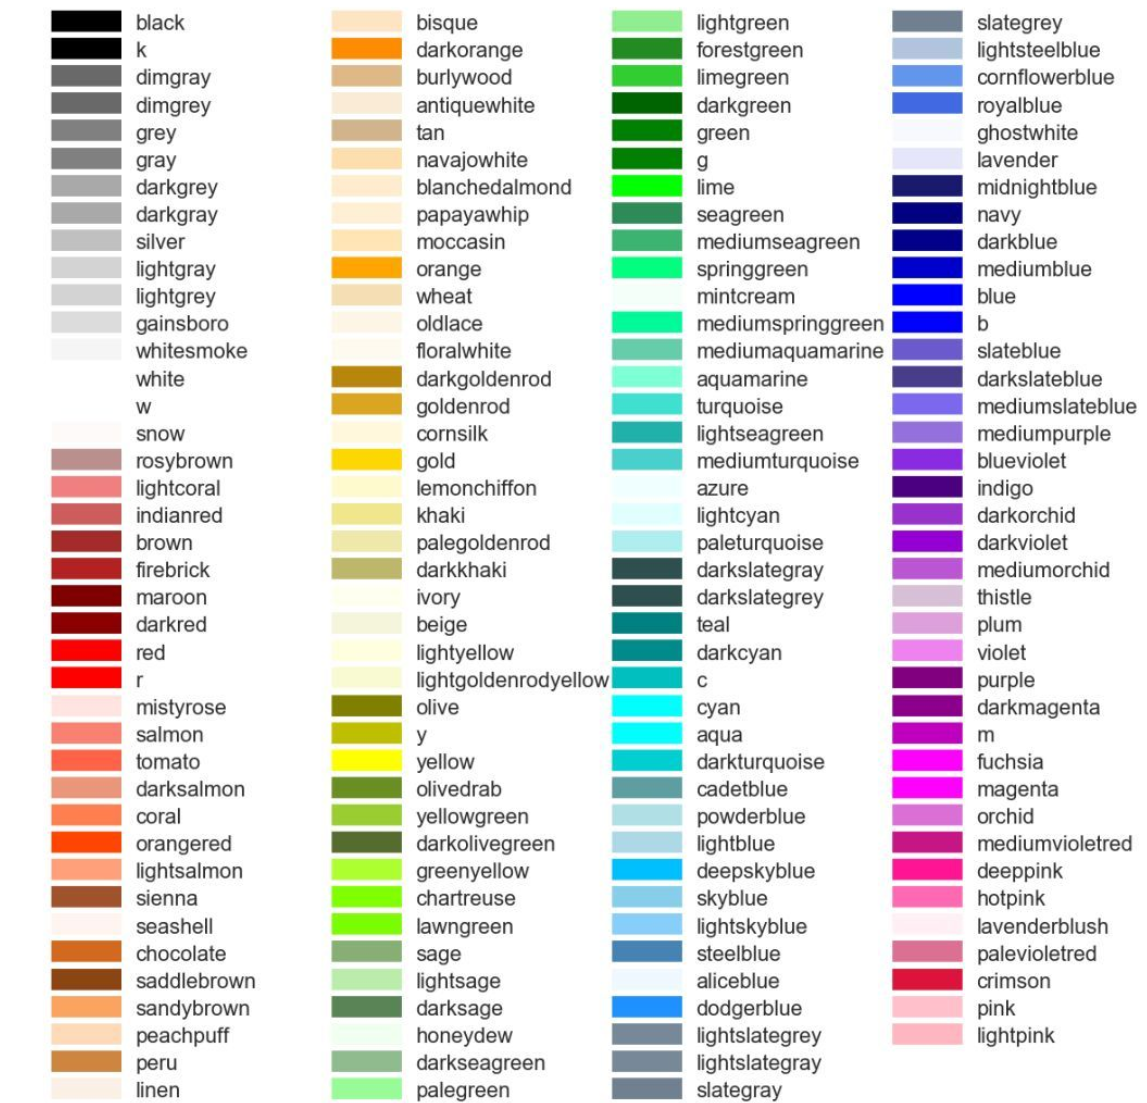 black
k
dimgray
dimgrey
grey
gray
darkgrey
darkgray
silver
lightgray
lightgrey
gainsboro
whitesmoke
white
w
snow
rosybrown
lightcoral
indianred
brown
firebrick
maroon
darkred
red
r
mistyrose
salmon
tomato
darksalmon
coral
orangered
lightsalmon
sienna
seashell
chocolate
saddlebrown
sandybrown
peachpuff
peru
linen
bisque
darkorange
burlywood
antiquewhite
tan
navajowhite
blanchedalmond
papayawhip
moccasin
orange
wheat
oldlace
floralwhite
darkgoldenrod
goldenrod
cornsilk
gold
lemonchiffon
khaki
palegoldenrod
darkkhaki
ivory
beige
lightyellow
lightgoldenrodyellow
olive
y
yellow
olivedrab
yellowgreen
darkolivegreen
greenyellow
chartreuse
lawngreen
sage
lightsage
darksage
honeydew
darkseagreen
palegreen
lightgreen
forestgreen
limegreen
darkgreen
green
g
lime
seagreen
mediumseagreen
springgreen
mintcream
mediumspringgreen
mediumaquamarine
aquamarine
turquoise
lightseagreen
mediumturquoise
azure
lightcyan
paleturquoise
darkslategray
darkslategrey
teal
darkcyan
c
cyan
aqua
darkturquoise
cadetblue
powderblue
lightblue
deepskyblue
skyblue
lightskyblue
steelblue
aliceblue
dodgerblue
lightslategrey
lightslategray
slategray
slategrey
lightsteelblue
cornflowerblue
royalblue
ghostwhite
lavender
midnightblue
navy
darkblue
mediumblue
blue
b
slateblue
darkslateblue
mediumslateblue
mediumpurple
blueviolet
indigo
darkorchid
darkviolet
mediumorchid
thistle
plum
violet
purple
darkmagenta
m
fuchsia
magenta
orchid
mediumvioletred
deeppink
hotpink
lavenderblush
palevioletred
crimson
pink
lightpink